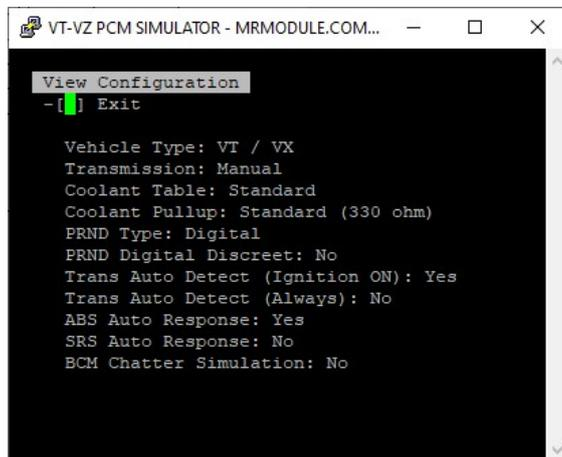 VT-VZ PCM SIMULATOR - MRMODULE.COM...
View Configuration
-[ ] Exit
Vehicle Type: VT / VX
Transmission: Manual
Coolant Table: Standard
Coolant Pullup: Standard (330 ohm)
PRND Type: Digital
PRND Digital Discreet: No
Trans Auto Detect (Ignition ON): Yes
Trans Auto Detect (Always): No
ABS Auto Response: Yes
SRS Auto Response: No
BCM Chatter Simulation: No